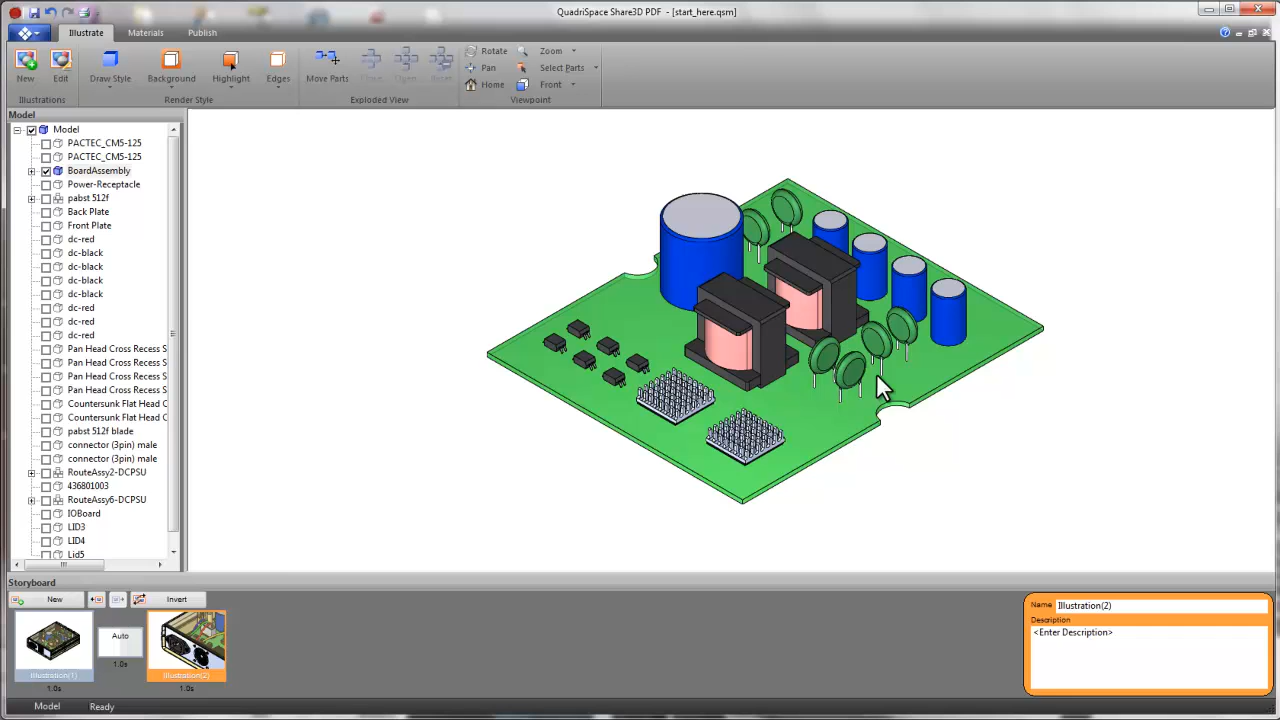 QuadriSpace Share3D PDF - [start_here.qsm]
Illustrate Materials Publish
New Edit Draw Style Background Highlight Edges Move Parts
Rotate Zoom
Pan Select Parts
Home Front
Illustrations Render Style Exploded View Viewpoint
Model
Model
PACTEC_CM5-125
PACTEC_CM5-125
BoardAssembly
Power-Receptacle
pabst 512f
Back Plate
Front Plate
dc-red
dc-black
dc-black
dc-black
dc-black
dc-red
dc-red
dc-red
Pan Head Cross Recess S
Pan Head Cross Recess S
Pan Head Cross Recess S
Pan Head Cross Recess S
Countersunk Flat Head C
Countersunk Flat Head C
pabst 512f blade
connector (3pin) male
connector (3pin) male
RouteAssy2-DCPSU
436801003
RouteAssy6-DCPSU
IOBoard
LID3
LID4
Lid5
Storyboard
New Invert
Auto
1.0s
Illustration(1)
1.0s
Illustration(2)
1.0s
Name Illustration(2)
Description
<Enter Description>
Model Ready